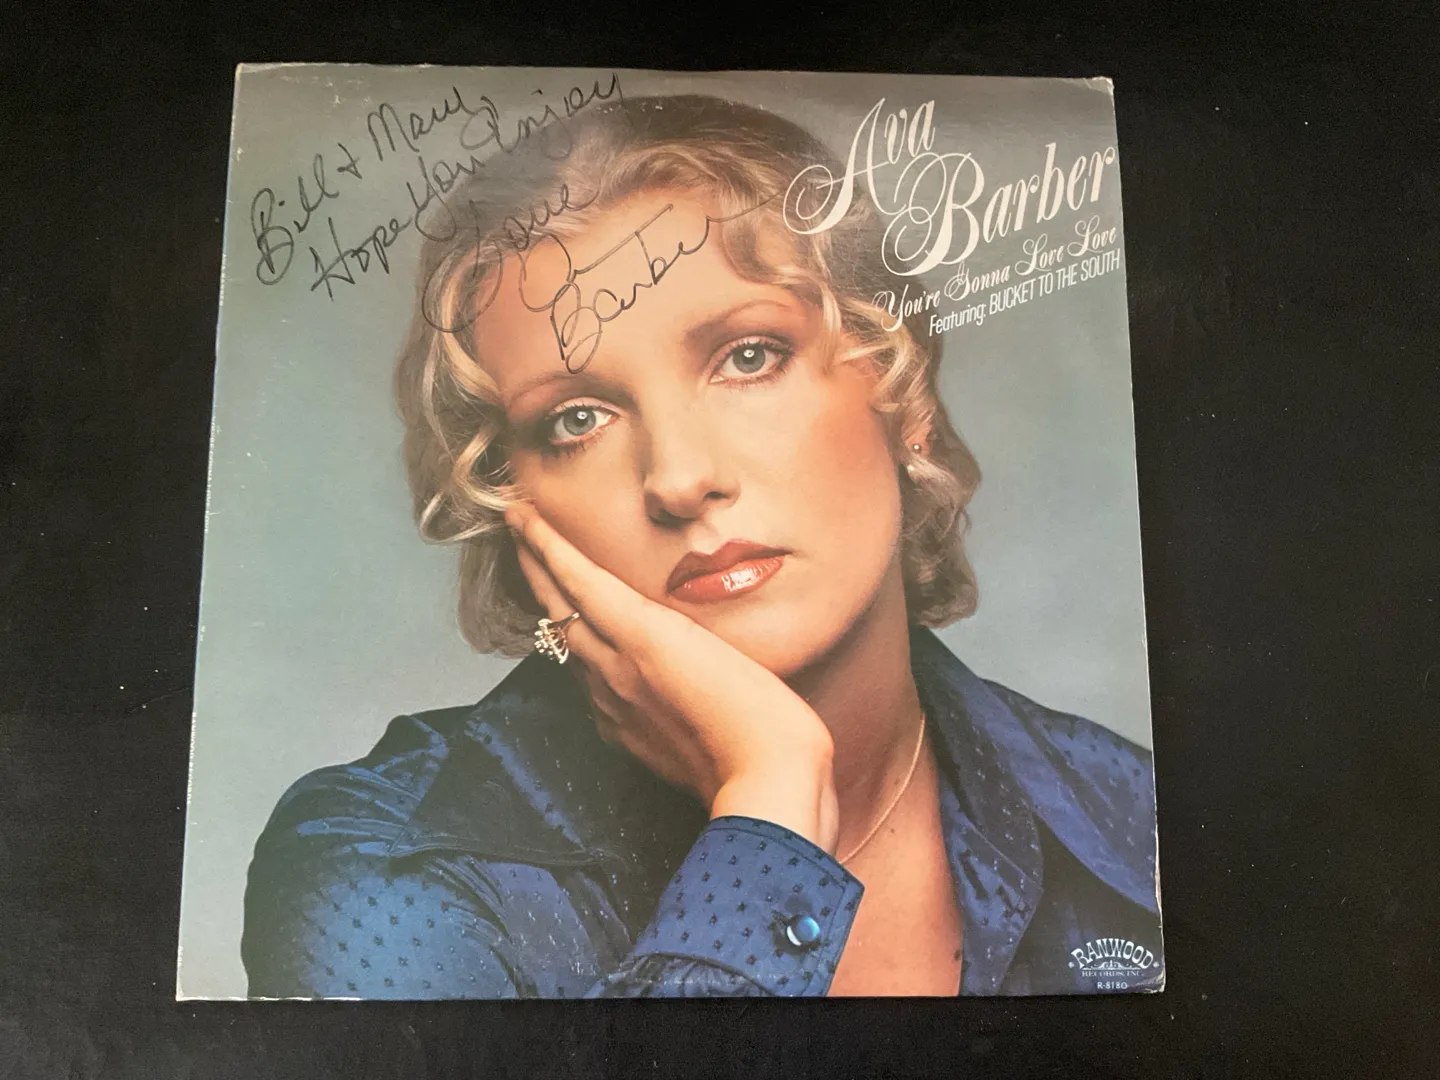 Bill & Mary,
Hope You Enjoy
Love
Ava
Barber
Ava
Barber
You're Gonna Love Love
Featuring: BUCKET TO THE SOUTH
RANWOOD
RECORDS, INC.
R-8180